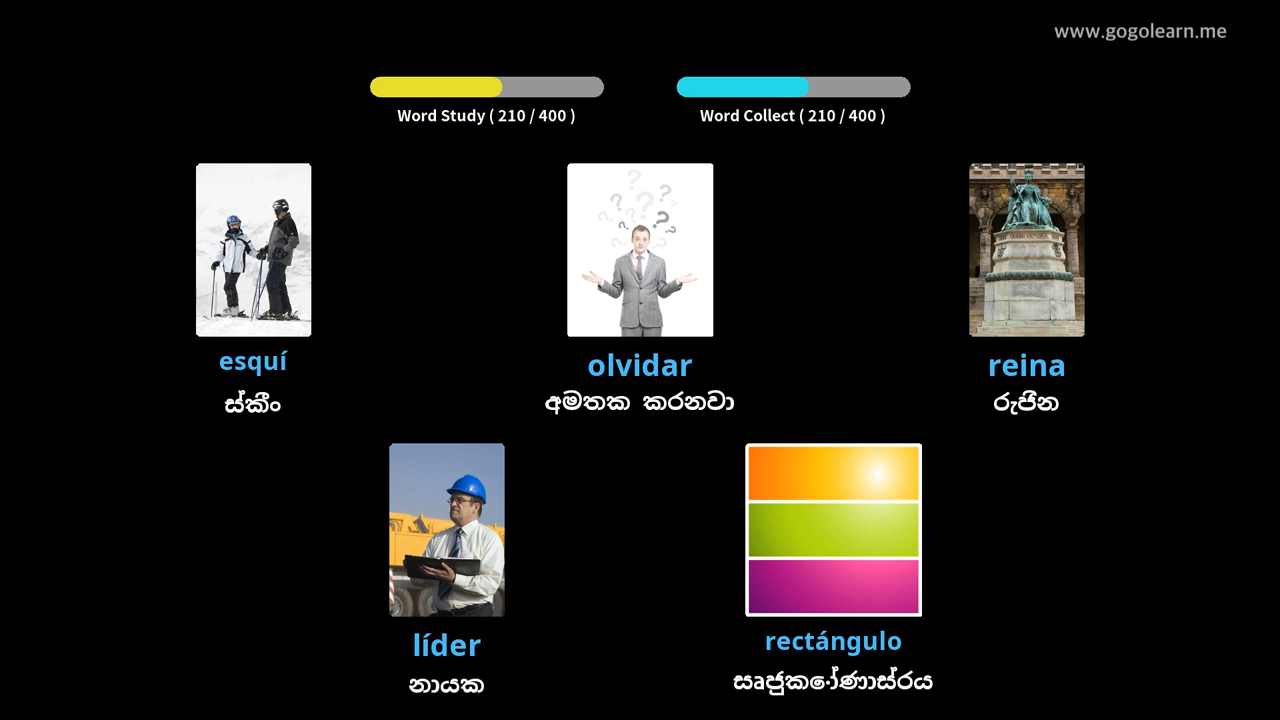 www.gogolearn.me
Word Study ( 210 / 400 )
Word Collect ( 210 / 400 )
esquí
ස්කීං
olvidar
අමතක කරනවා
reina
රුජින
líder
නායක
rectángulo
සෘජුකෝණාස්රය